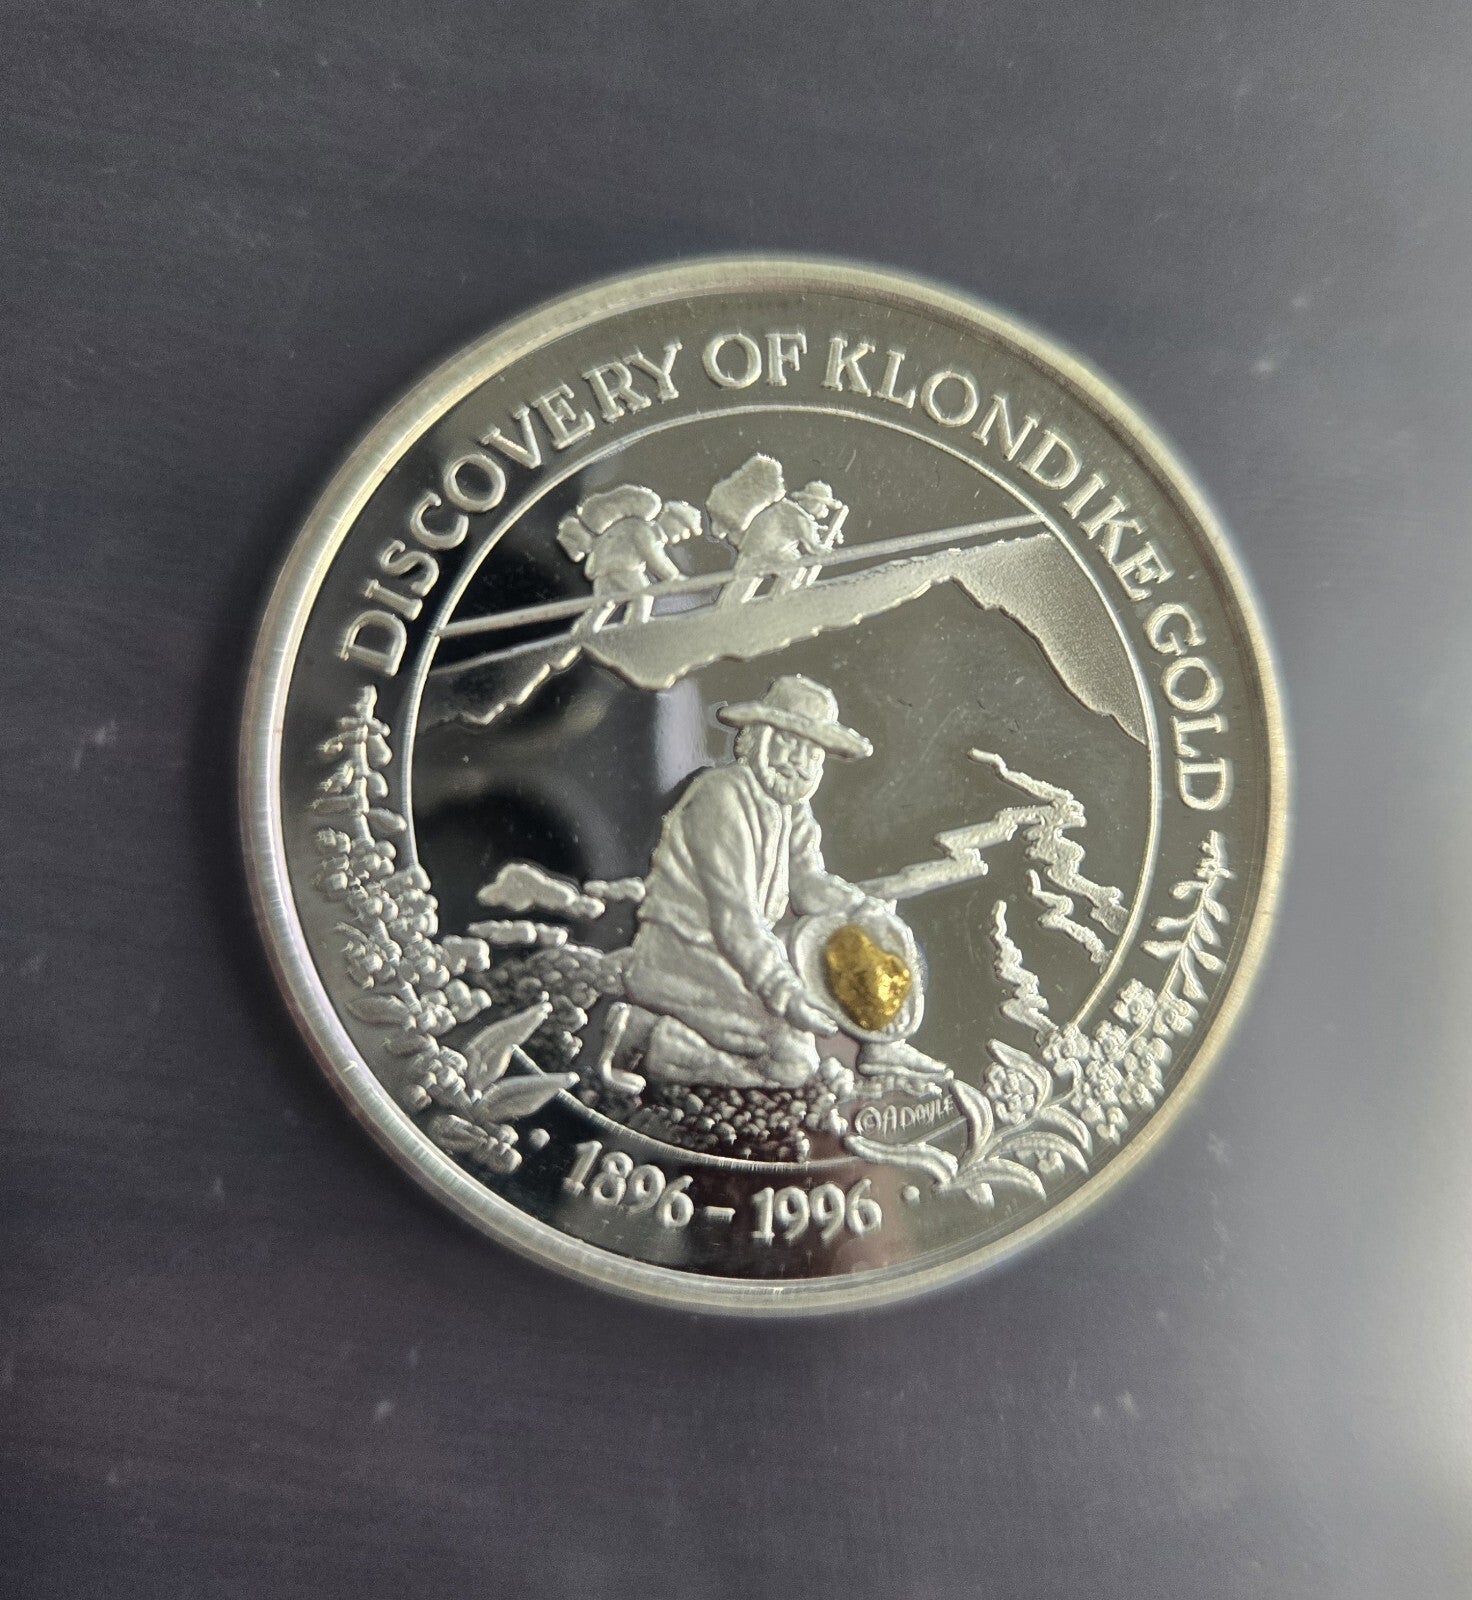 DISCOVERY OF KLONDIKE GOLD
©A DOYLE
· 1896 – 1996 ·